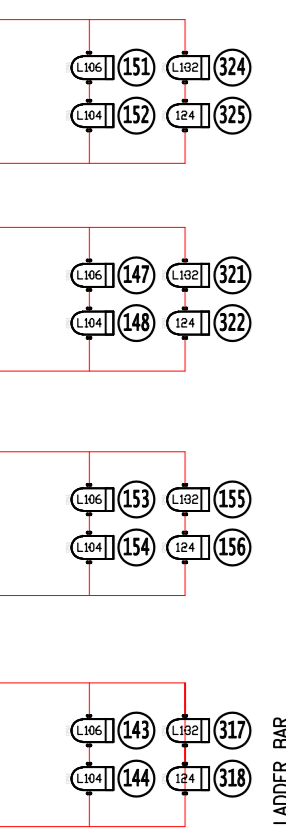 L106 151 L132 324
L104 152 124 325
L106 147 L132 321
L104 148 124 322
L106 153 L132 155
L104 154 124 156
L106 143 L132 317
L104 144 124 318
LADDER BAR